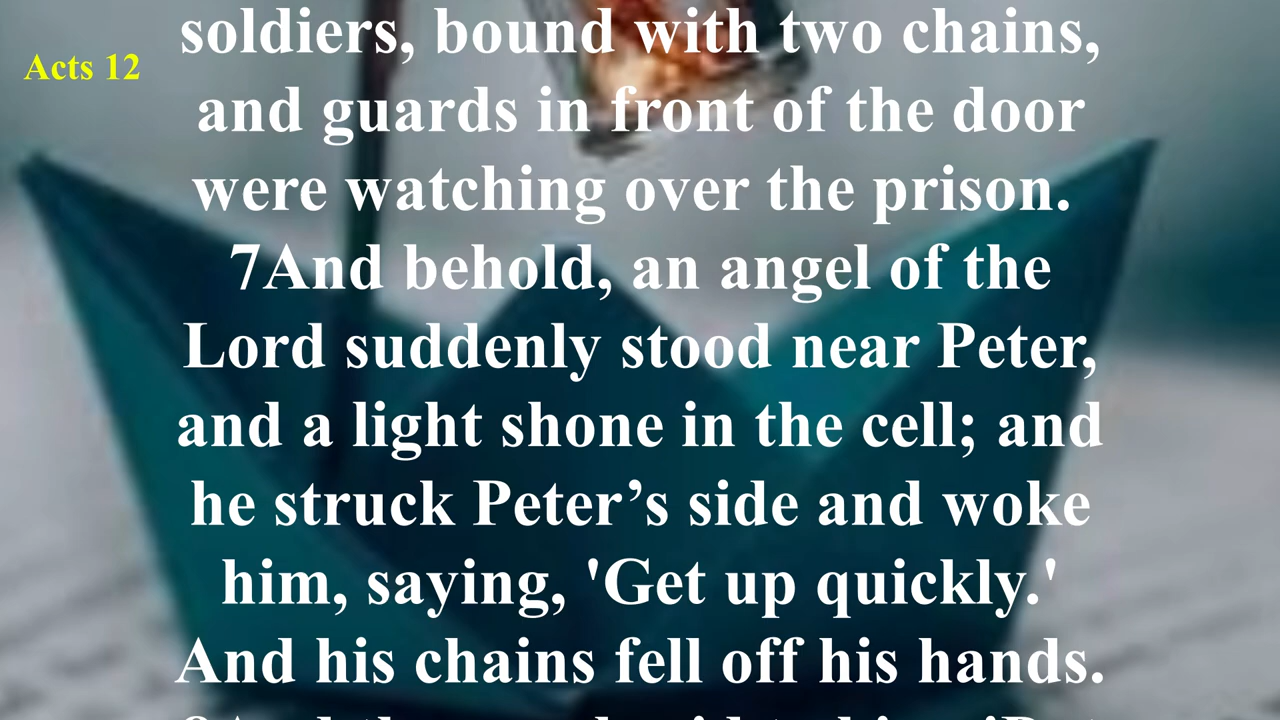 Acts 12
soldiers, bound with two chains,
and guards in front of the door
were watching over the prison.
7And behold, an angel of the
Lord suddenly stood near Peter,
and a light shone in the cell; and
he struck Peter’s side and woke
him, saying, 'Get up quickly.'
And his chains fell off his hands.